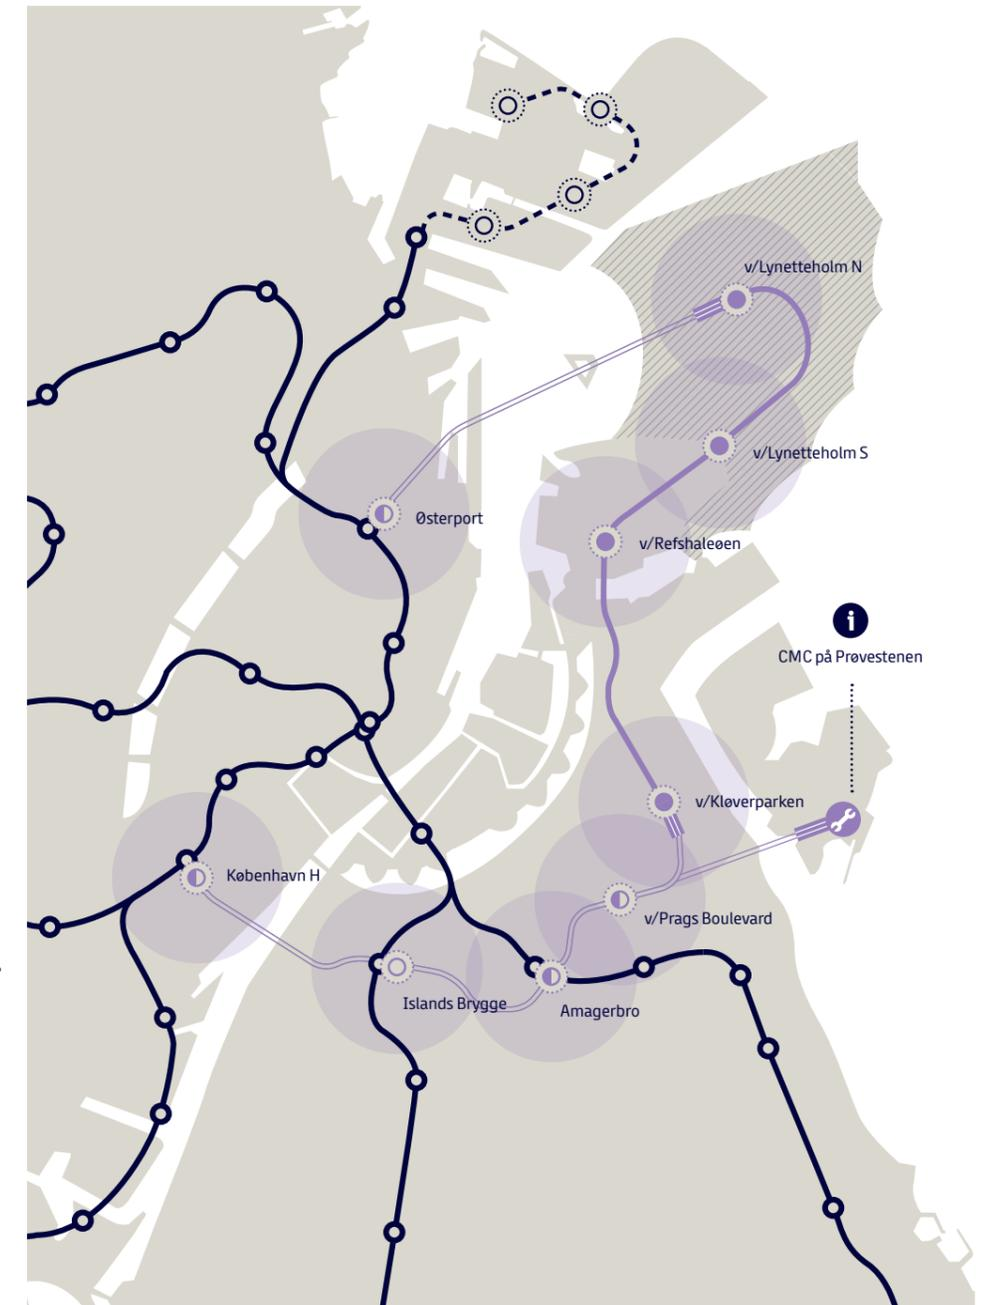 v/Lynetteholm N
v/Lynetteholm S
Østerport
v/Refshaleøen
i
CMC på Prøvestenen
v/Kløverparken
København H
v/Prags Boulevard
Islands Brygge
Amagerbro